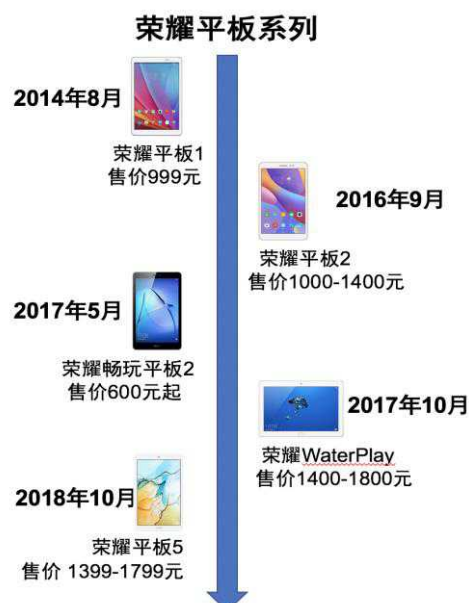 荣耀平板系列
2014年8月
荣耀平板1
售价999元
2016年9月
荣耀平板2
售价1000-1400元
2017年5月
荣耀畅玩平板2
售价600元起
2017年10月
荣耀WaterPlay
售价1400-1800元
2018年10月
荣耀平板5
售价 1399-1799元